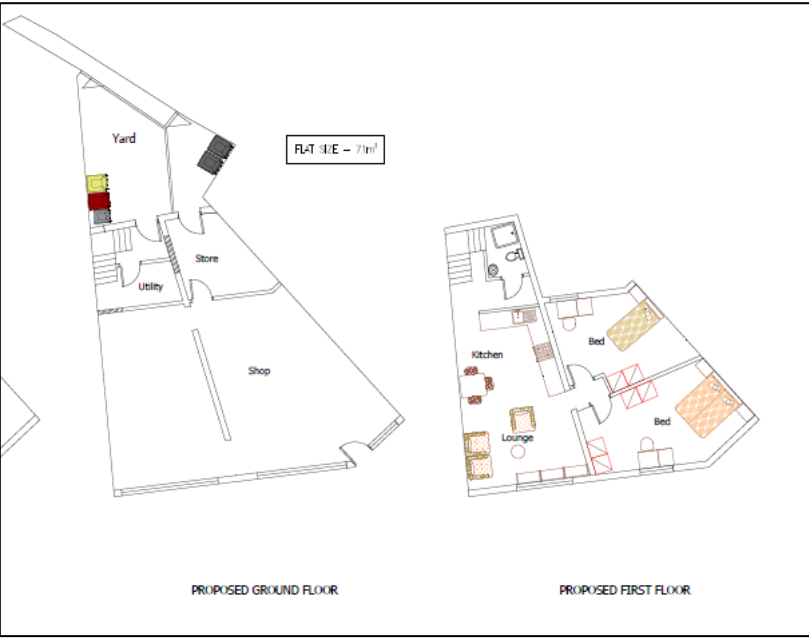 Yard
FLAT SIZE - 71m²
Store
Utility
Shop
Bed
Kitchen
Bed
Lounge
PROPOSED GROUND FLOOR
PROPOSED FIRST FLOOR